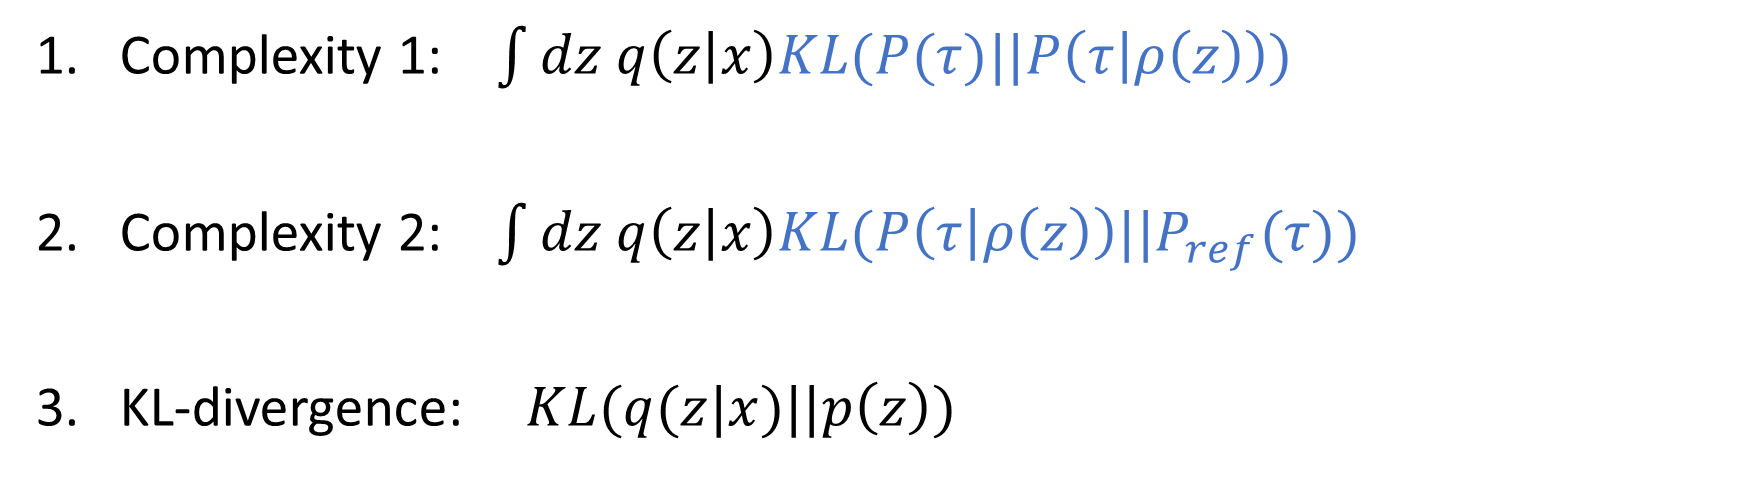 1. Complexity 1: ∫ dz q(z|x)KL(P(τ)||P(τ|ρ(z)))
2. Complexity 2: ∫ dz q(z|x)KL(P(τ|ρ(z))||P_ref(τ))
3. KL-divergence: KL(q(z|x)||p(z))